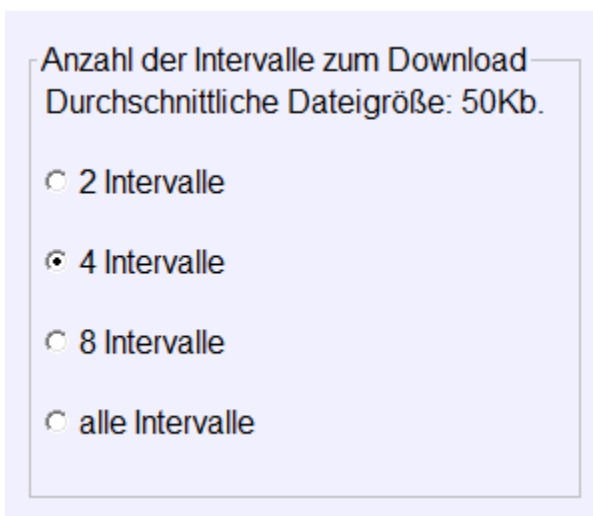 Anzahl der Intervalle zum Download
Durchschnittliche Dateigröße: 50Kb.
2 Intervalle
4 Intervalle
8 Intervalle
alle Intervalle